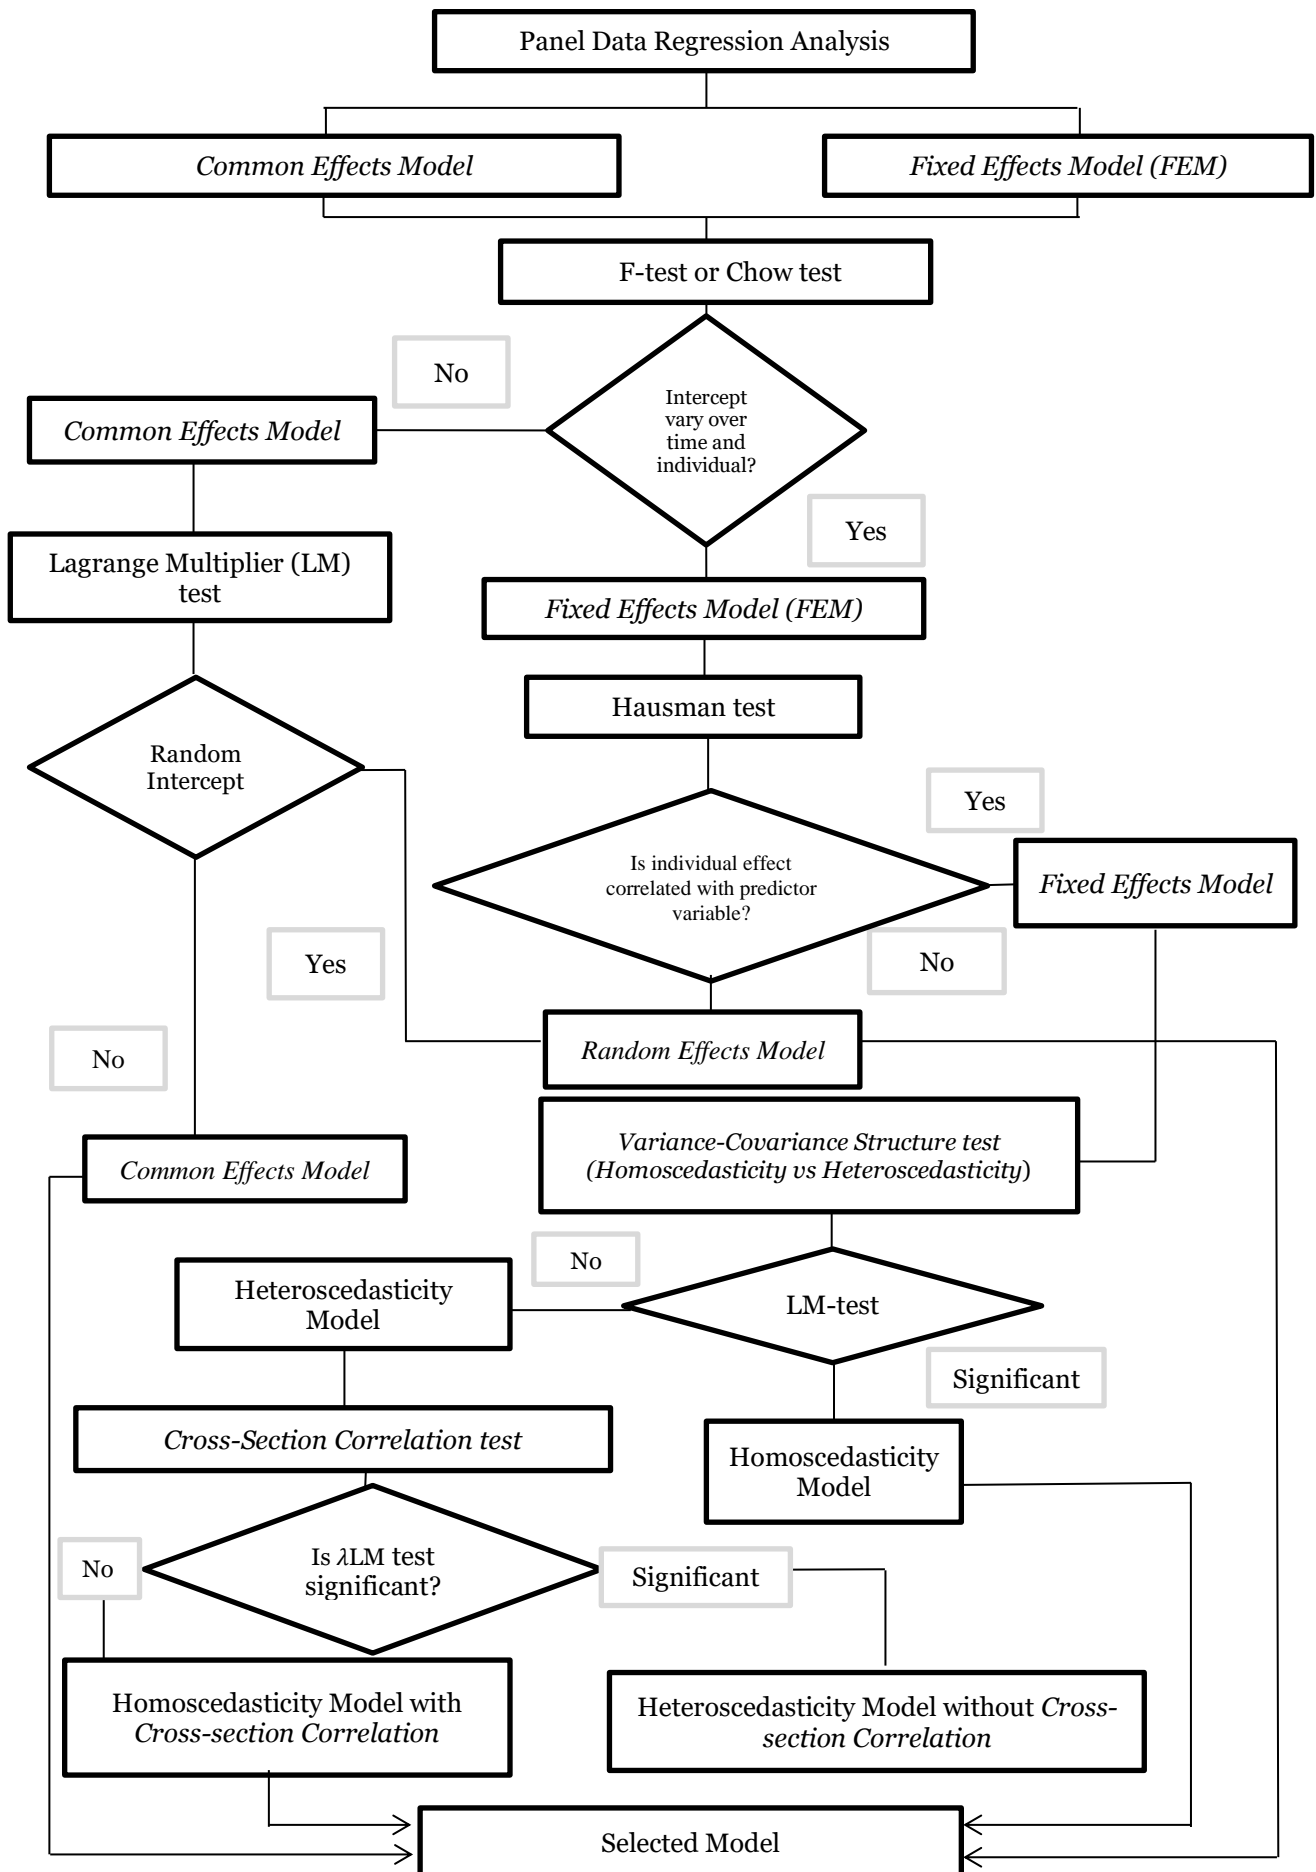 Panel Data Regression Analysis
Common Effects Model
Fixed Effects Model (FEM)
F-test or Chow test
No
Intercept
vary over
time and
individual?
Common Effects Model
Yes
Lagrange Multiplier (LM)
test
Fixed Effects Model (FEM)
Hausman test
Random
Intercept
Yes
Is individual effect
correlated with predictor
variable?
Fixed Effects Model
Yes
No
No
Random Effects Model
Variance-Covariance Structure test
(Homoscedasticity vs Heteroscedasticity)
Common Effects Model
No
Heteroscedasticity
Model
LM-test
Significant
Cross-Section Correlation test
Homoscedasticity
Model
No
Is λLM test
significant?
Significant
Homoscedasticity Model with
Cross-section Correlation
Heteroscedasticity Model without Cross-
section Correlation
Selected Model